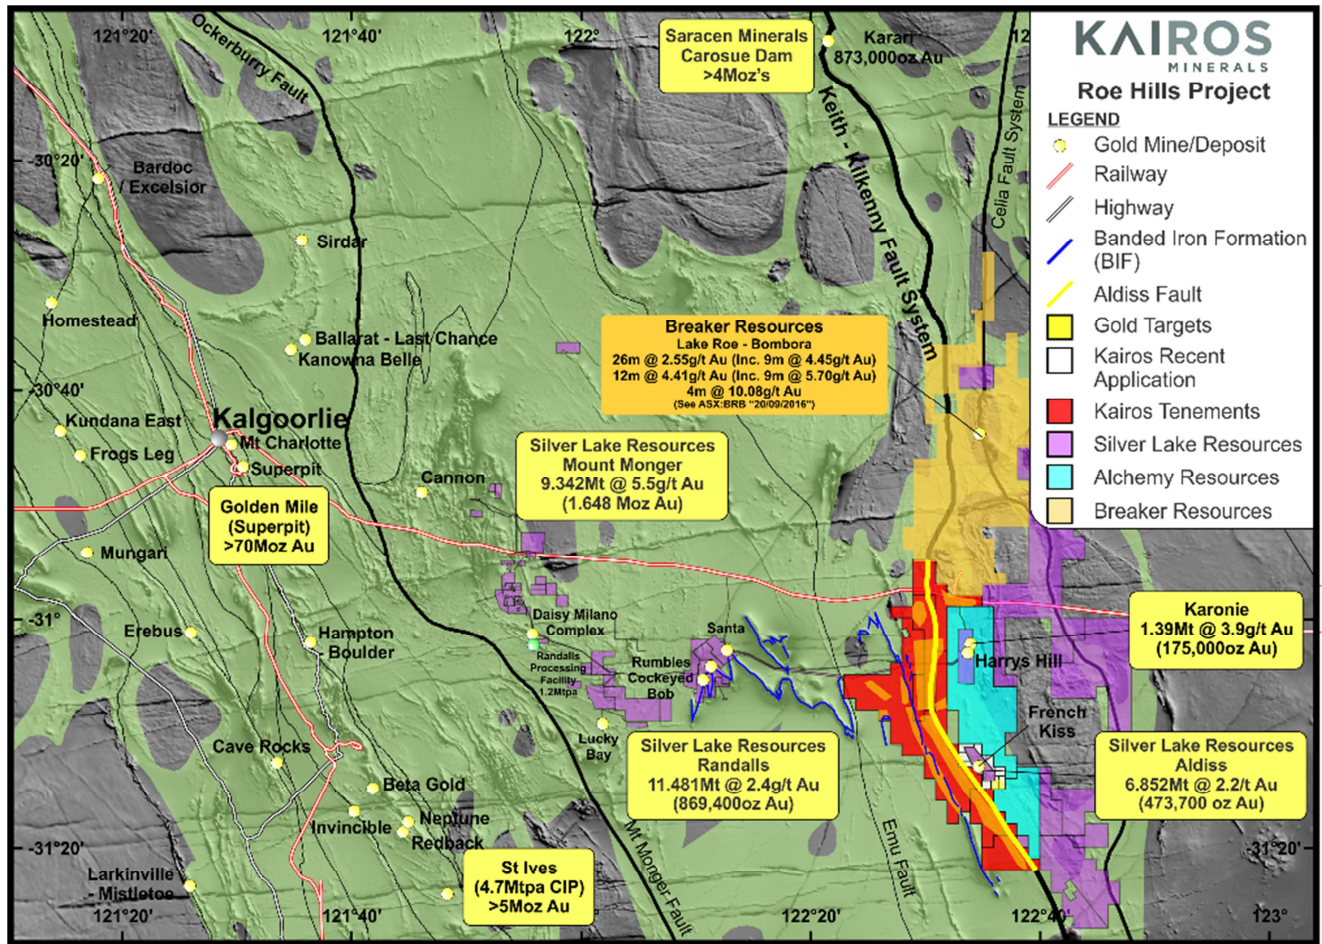 121°20'
121°40'
122°
12
Ockerburry Fault
Saracen Minerals
Carosue Dam
>4Moz's
Karari
873,000oz Au
Keith - Kilkenny Fault System
Celia Fault System
KAIROS
MINERALS
Roe Hills Project
LEGEND
Gold Mine/Deposit
Railway
Highway
Banded Iron Formation
(BIF)
Aldiss Fault
Gold Targets
Kairos Recent
Application
Kairos Tenements
Silver Lake Resources
Alchemy Resources
Breaker Resources
-30°20'
Bardoc
/ Excelsior
Sirdar
Homestead
Ballarat - Last Chance
Kanowna Belle
Breaker Resources
Lake Roe - Bombora
26m @ 2.55g/t Au (Inc. 9m @ 4.45g/t Au)
12m @ 4.41g/t Au (Inc. 9m @ 5.70g/t Au)
4m @ 10.08g/t Au
(See ASX:BRB "20/09/2016")
-30°40'
Kalgoorlie
Kundana East
Mt Charlotte
Frogs Leg
Superpit
Cannon
Silver Lake Resources
Mount Monger
9.342Mt @ 5.5g/t Au
(1.648 Moz Au)
Golden Mile
(Superpit)
>70Moz Au
Mungari
-31°
Erebus
Hampton
- Boulder
Daisy Milano
Complex
Randalls
Processing
Facility
1.2Mtpa
Santa
Rumbles
Cockeyed
Bob
Lucky
Bay
Karonie
1.39Mt @ 3.9g/t Au
(175,000oz Au)
Harrys Hill
French
Kiss
Cave Rocks
Silver Lake Resources
Randalls
11.481Mt @ 2.4g/t Au
(869,400oz Au)
Silver Lake Resources
Aldiss
6.852Mt @ 2.2/t Au
(473,700 oz Au)
Beta Gold
Invincible
Neptune
Redback
-31°20'
-31°20'
Mt Monger Fault
Emu Fault
Larkinville
- Mistletoe
St Ives
(4.7Mtpa CIP)
>5Moz Au
121°20'
121°40'
122°20'
122°40'
123°